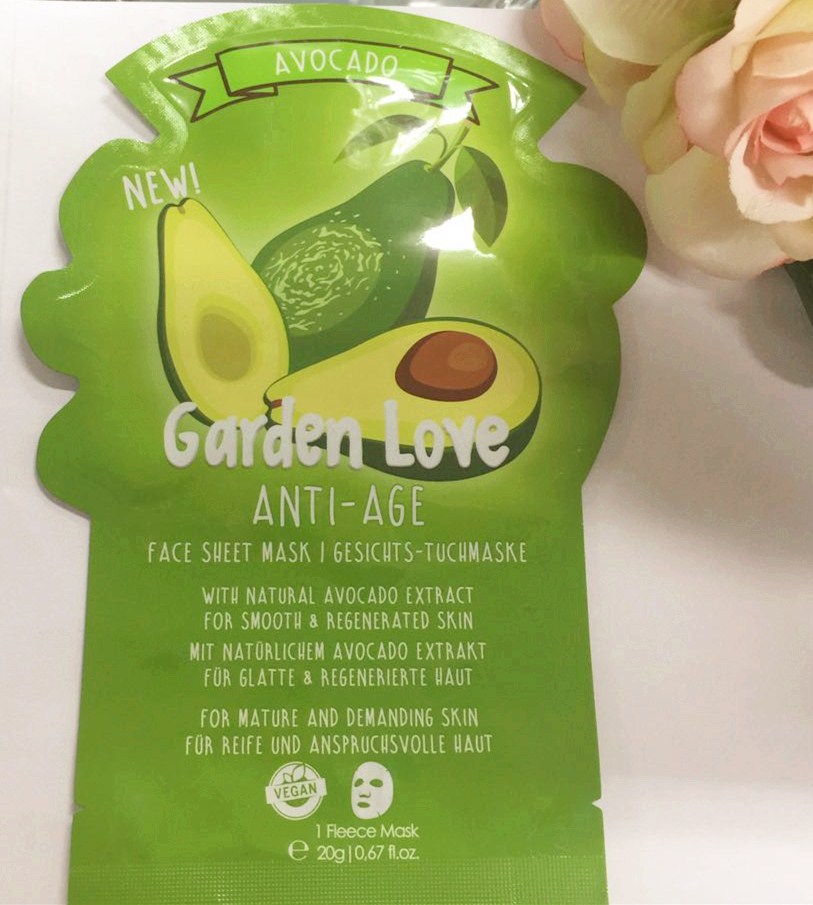 AVOCADO
NEW!
Garden Love
ANTI-AGE
FACE SHEET MASK | GESICHTS-TUCHMASKE
WITH NATURAL AVOCADO EXTRACT
FOR SMOOTH & REGENERATED SKIN
MIT NATÜRLICHEM AVOCADO EXTRAKT
FÜR GLATTE & REGENERIERTE HAUT
FOR MATURE AND DEMANDING SKIN
FÜR REIFE UND ANSPRUCHSVOLLE HAUT
VEGAN
1 Fleece Mask
℮ 20g | 0,67 fl.oz.